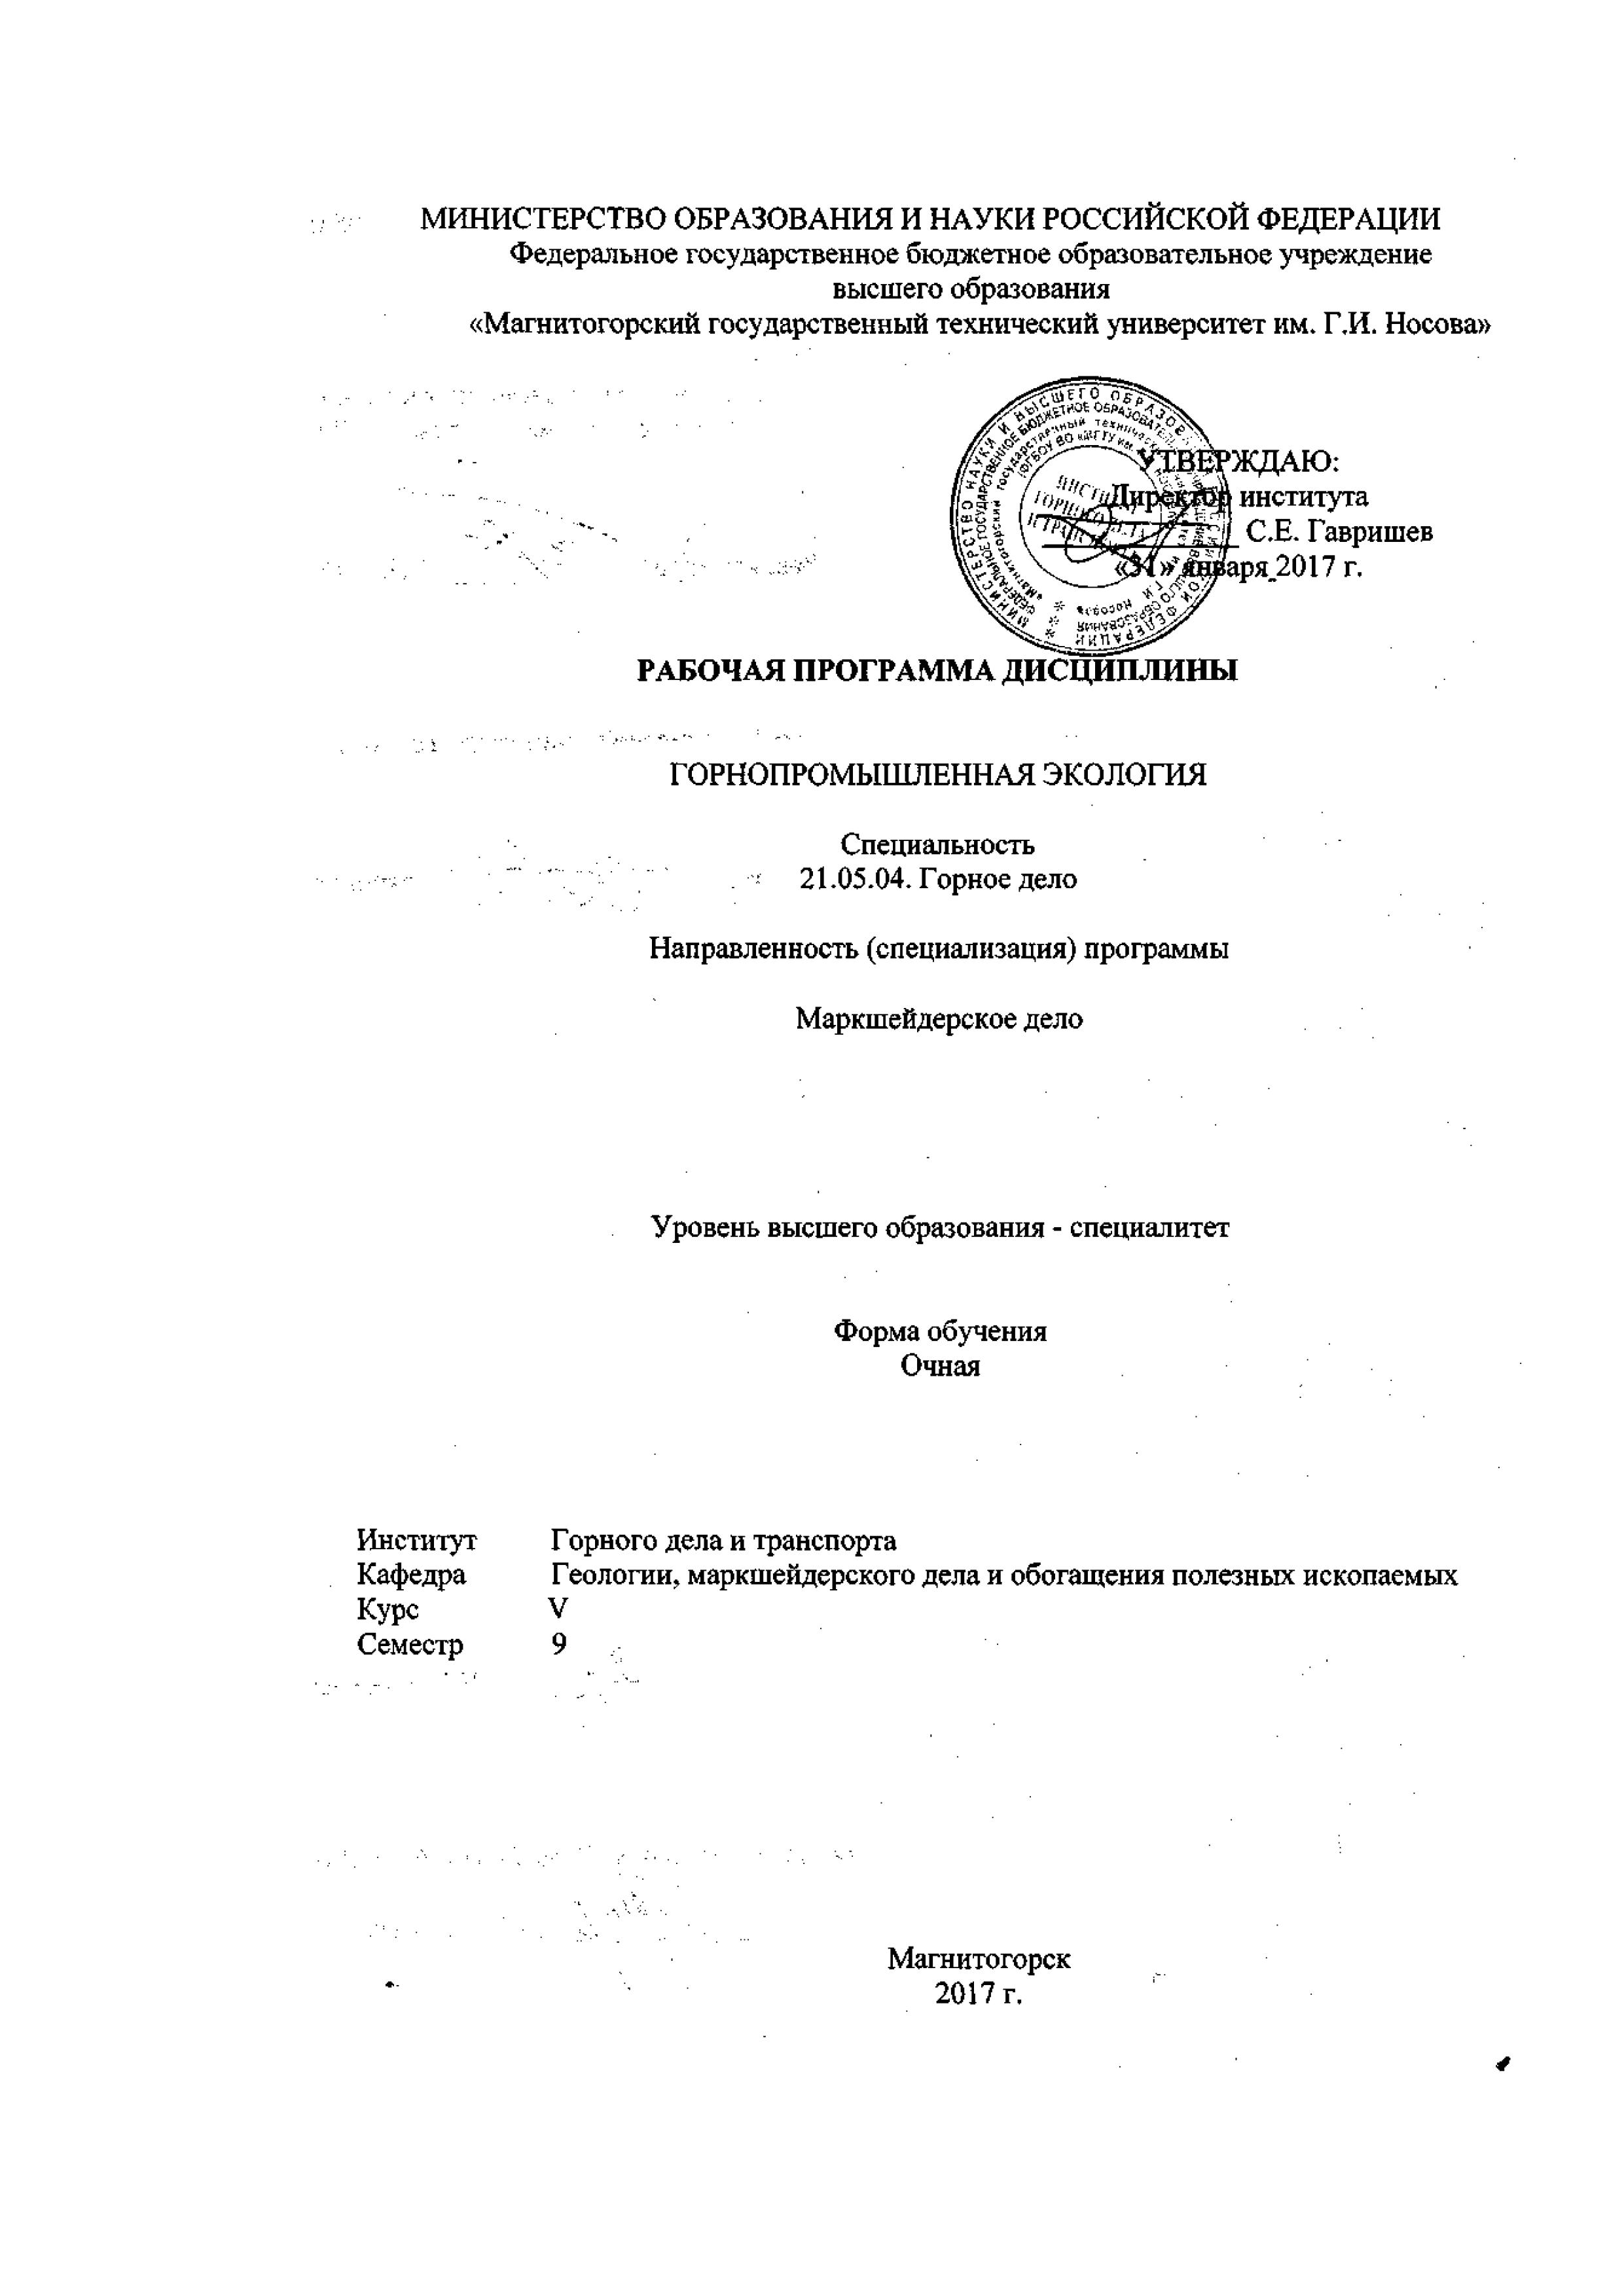 МИНИСТЕРСТВО ОБРАЗОВАНИЯ И НАУКИ РОССИЙСКОЙ ФЕДЕРАЦИИ
Федеральное государственное бюджетное образовательное учреждение
высшего образования
«Магнитогорский государственный технический университет им. Г.И. Носова»
УТВЕРЖДАЮ:
Директор института
С.Е. Гавришев
«31» января 2017 г.
РАБОЧАЯ ПРОГРАММА ДИСЦИПЛИНЫ
ГОРНОПРОМЫШЛЕННАЯ ЭКОЛОГИЯ
Специальность
21.05.04. Горное дело
Направленность (специализация) программы
Маркшейдерское дело
Уровень высшего образования - специалитет
Форма обучения
Очная
Институт Горного дела и транспорта
Кафедра Геологии, маркшейдерского дела и обогащения полезных ископаемых
Курс V
Семестр 9
Магнитогорск
2017 г.